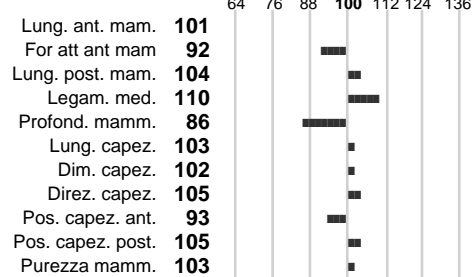 64 76 88 100 112 124 136
Lung. ant. mam. 101
For att ant mam 92
Lung. post. mam. 104
Legam. med. 110
Profond. mamm. 86
Lung. capez. 103
Dim. capez. 102
Direz. capez. 105
Pos. capez. ant. 93
Pos. capez. post. 105
Purezza mamm. 103